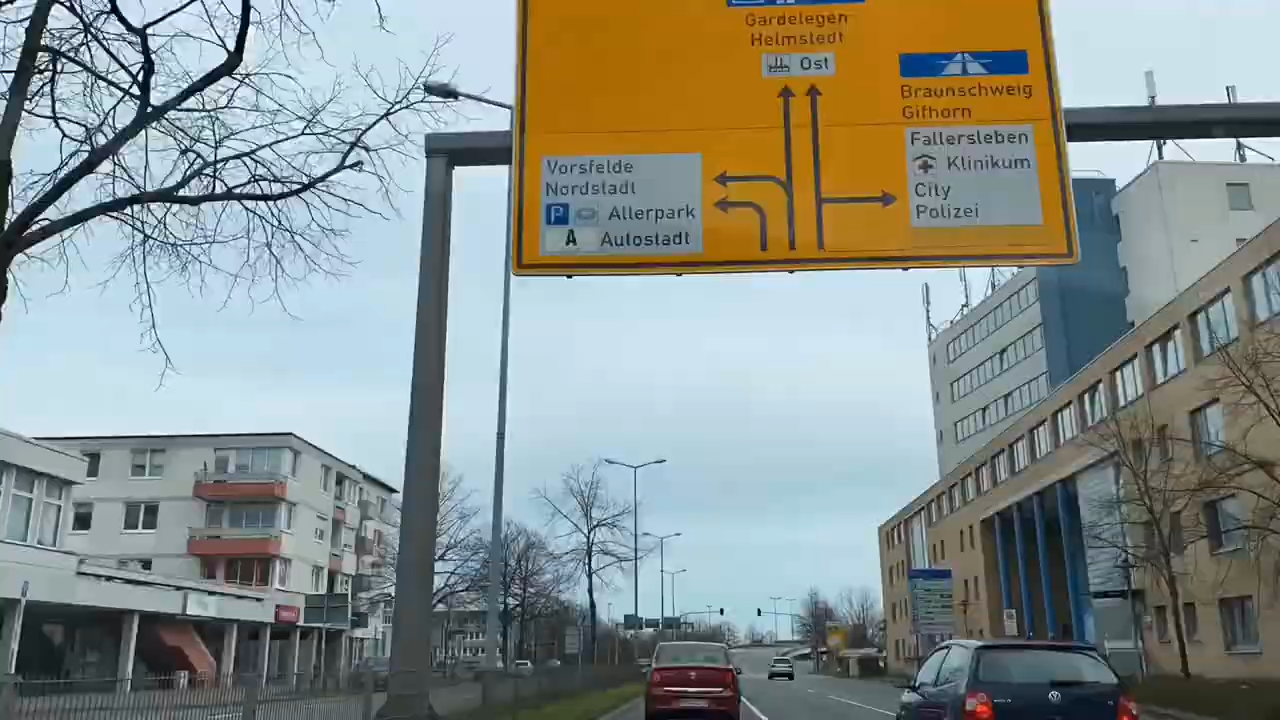 Gardelegen
Helmstedt
Ost
Braunschweig
Gifhorn
Fallersleben
Klinikum
City
Polizei
Vorsfelde
Nordstadt
P Allerpark
A Autostadt